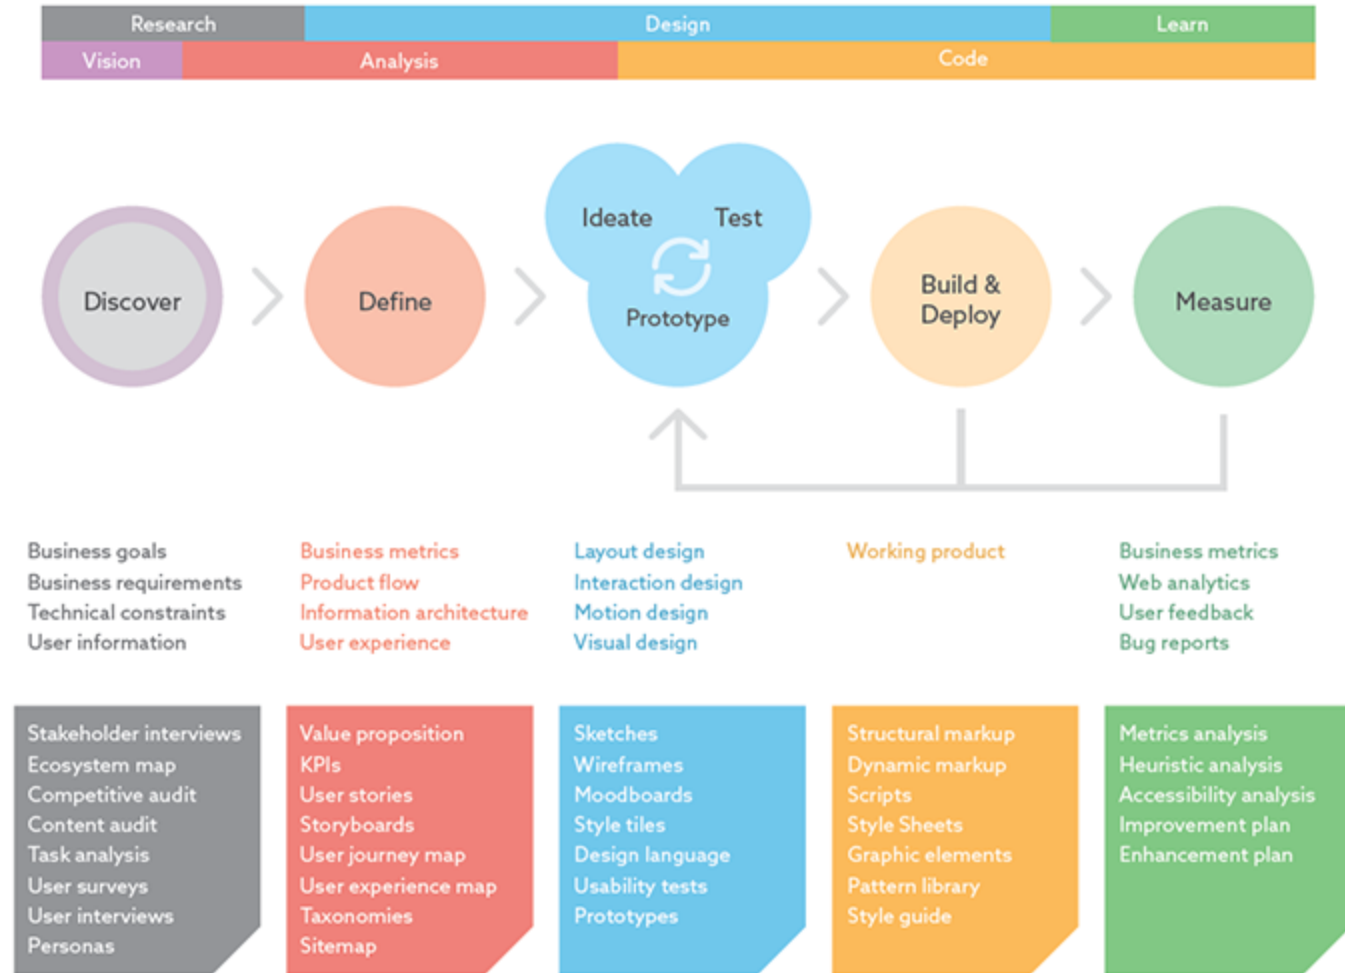 Research
Design
Learn
Vision
Analysis
Code
Discover
Define
Ideate
Test
Prototype
Build &
Deploy
Measure
Business goals
Business requirements
Technical constraints
User information
Business metrics
Product flow
Information architecture
User experience
Layout design
Interaction design
Motion design
Visual design
Working product
Business metrics
Web analytics
User feedback
Bug reports
Stakeholder interviews
Ecosystem map
Competitive audit
Content audit
Task analysis
User surveys
User interviews
Personas
Value proposition
KPIs
User stories
Storyboards
User journey map
User experience map
Taxonomies
Sitemap
Sketches
Wireframes
Moodboards
Style tiles
Design language
Usability tests
Prototypes
Structural markup
Dynamic markup
Scripts
Style Sheets
Graphic elements
Pattern library
Style guide
Metrics analysis
Heuristic analysis
Accessibility analysis
Improvement plan
Enhancement plan